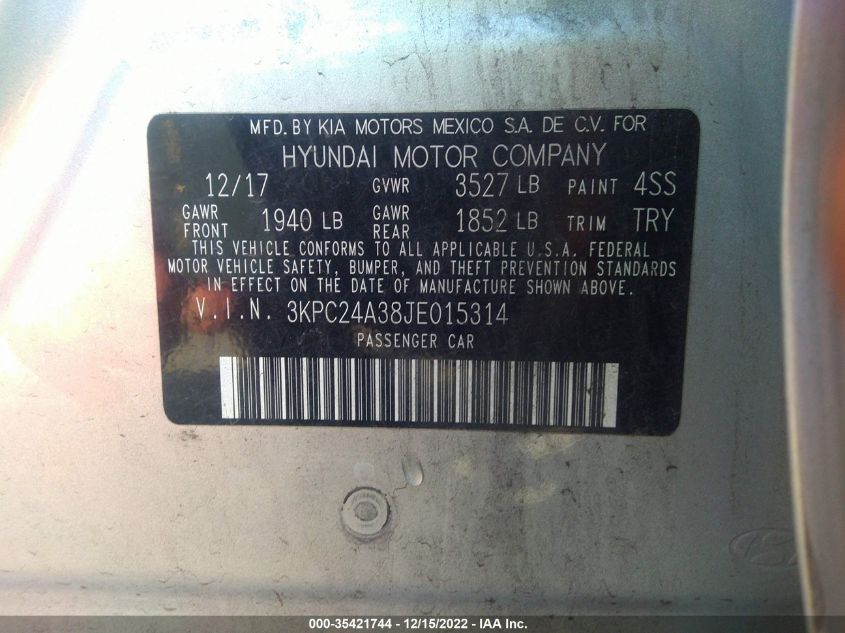 MFD. BY KIA MOTORS MEXICO S.A. DE C.V. FOR
HYUNDAI MOTOR COMPANY
12/17 GVWR 3527 LB PAINT 4SS
GAWR FRONT 1940 LB GAWR REAR 1852 LB TRIM TRY
THIS VEHICLE CONFORMS TO ALL APPLICABLE U.S.A. FEDERAL
MOTOR VEHICLE SAFETY, BUMPER, AND THEFT PREVENTION STANDARDS
IN EFFECT ON THE DATE OF MANUFACTURE SHOWN ABOVE.
V.I.N. 3KPC24A38JE015314
PASSENGER CAR
000-35421744 - 12/15/2022 - IAA Inc.